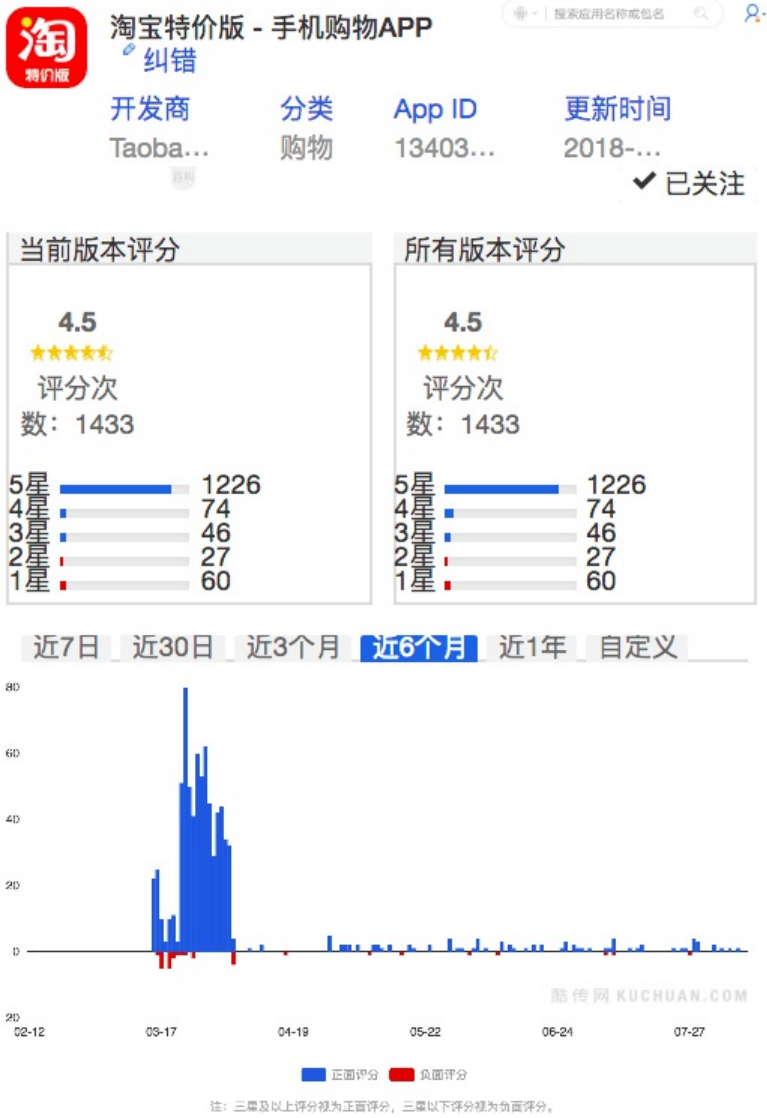 搜索应用名称或包名
淘
特价版
淘宝特价版 - 手机购物APP
纠错
开发商 分类 App ID 更新时间
Taoba... 购物 13403... 2018-...
百科
已关注
当前版本评分 所有版本评分
4.5 4.5
评分次 评分次
数：1433 数：1433
5星 1226 5星 1226
4星 74 4星 74
3星 46 3星 46
2星 27 2星 27
1星 60 1星 60
近7日 近30日 近3个月 近6个月 近1年 自定义
80
60
40
20
0
酷传网 KUCHUAN.COM
20
02-12 03-17 04-19 05-22 06-24 07-27
正面评分 负面评分
注：三星及以上评分视为正面评分，三星以下评分视为负面评分。